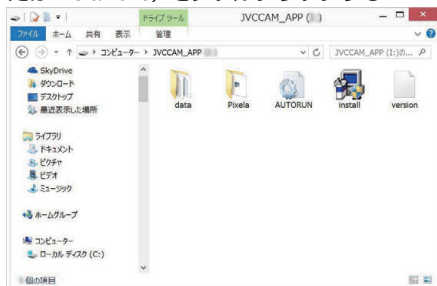 ドライブ ツール
JVCCAM_APP
ファイル
ホーム
共有
表示
管理
コンピューター
JVCCAM_APP
JVCCAM_APP (I:)の...
SkyDrive
ダウンロード
デスクトップ
最近表示した場所
data
Pixela
AUTORUN
install
version
ライブラリ
ドキュメント
ピクチャ
ビデオ
ミュージック
ホームグループ
コンピューター
ローカル ディスク (C:)
個の項目